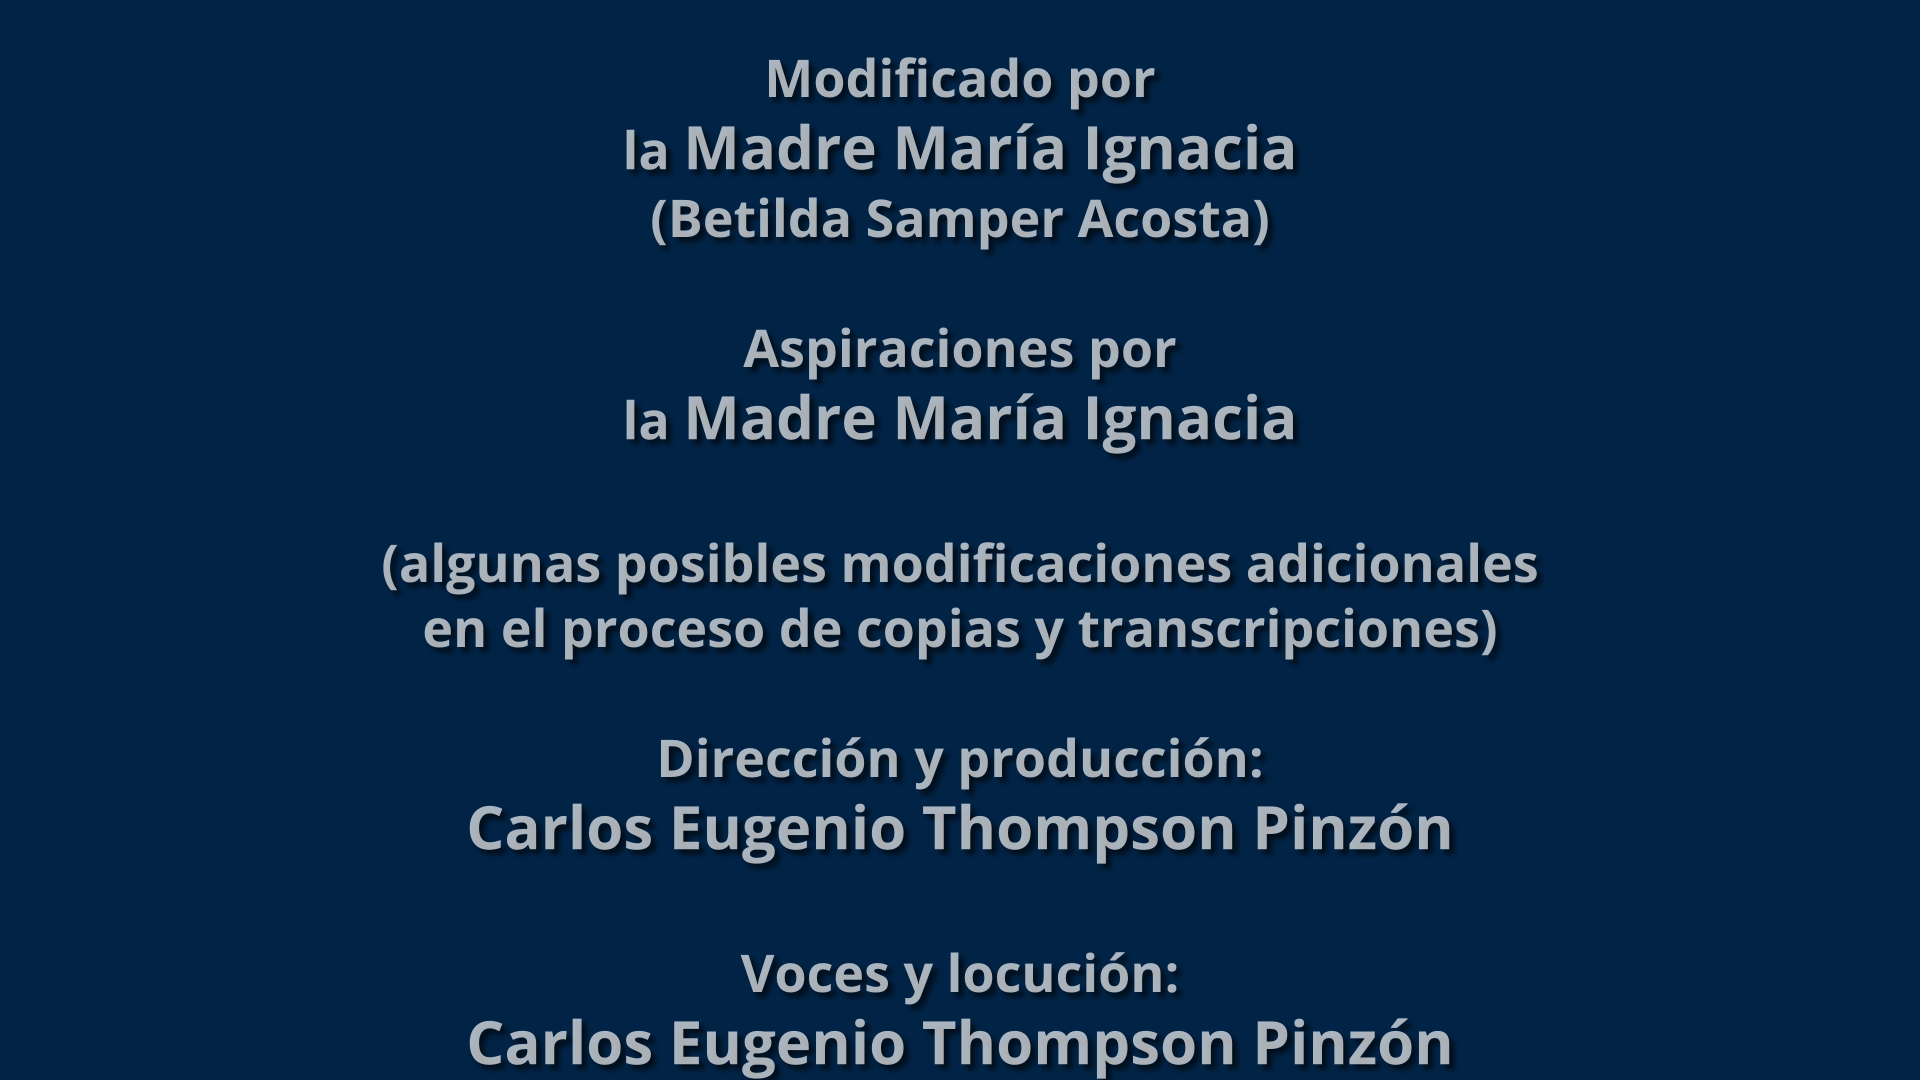 Modificado por
la Madre María Ignacia
(Betilda Samper Acosta)
Aspiraciones por
la Madre María Ignacia
(algunas posibles modificaciones adicionales
en el proceso de copias y transcripciones)
Dirección y producción:
Carlos Eugenio Thompson Pinzón
Voces y locución:
Carlos Eugenio Thompson Pinzón